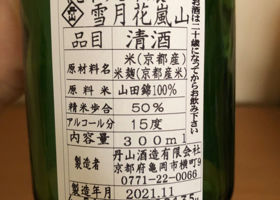 雪月花嵐山
品目 清酒
原材料名 米(京都産)
米麹(京都産米)
原料米 山田錦100%
精米歩合 50%
アルコール分 15度
内容量 300ml
製造者 丹山酒造有限会社
京都府亀岡市横町9
0771-22-0066
製造年月 2021.11
お酒は二十歳になってからお飲み下さい